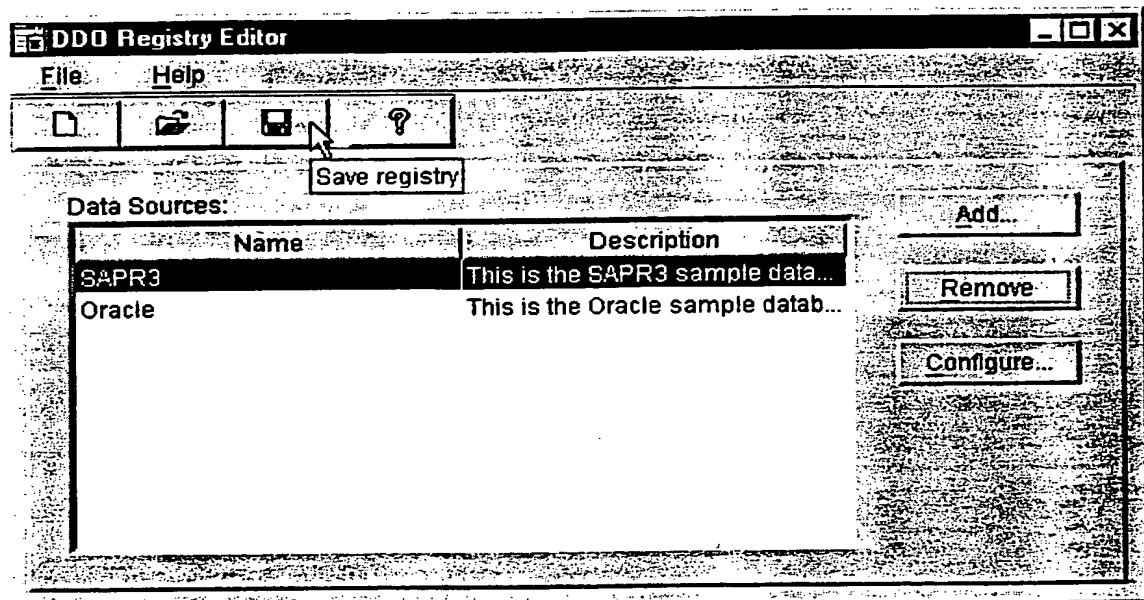 DDO Registry Editor
File Help
?
Save registry
Data Sources:
Name Description
SAPR3 This is the SAPR3 sample data...
Oracle This is the Oracle sample datab...
Add...
Remove
Configure...